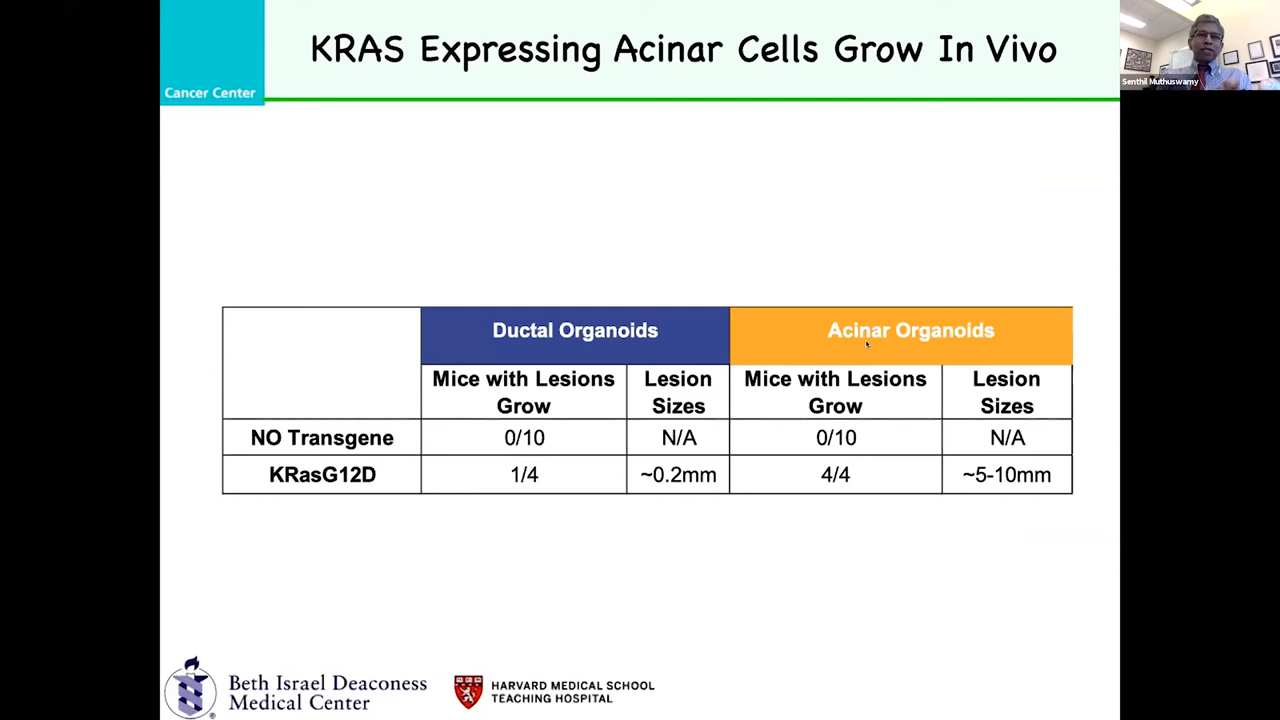 KRAS Expressing Acinar Cells Grow In Vivo
Cancer Center
Senthil Muthuswamy
Ductal Organoids
Acinar Organoids
Mice with Lesions
Grow
Lesion
Sizes
Mice with Lesions
Grow
Lesion
Sizes
NO Transgene 0/10 N/A 0/10 N/A
KRasG12D 1/4 ~0.2mm 4/4 ~5-10mm
Beth Israel Deaconess
Medical Center
HARVARD MEDICAL SCHOOL
TEACHING HOSPITAL